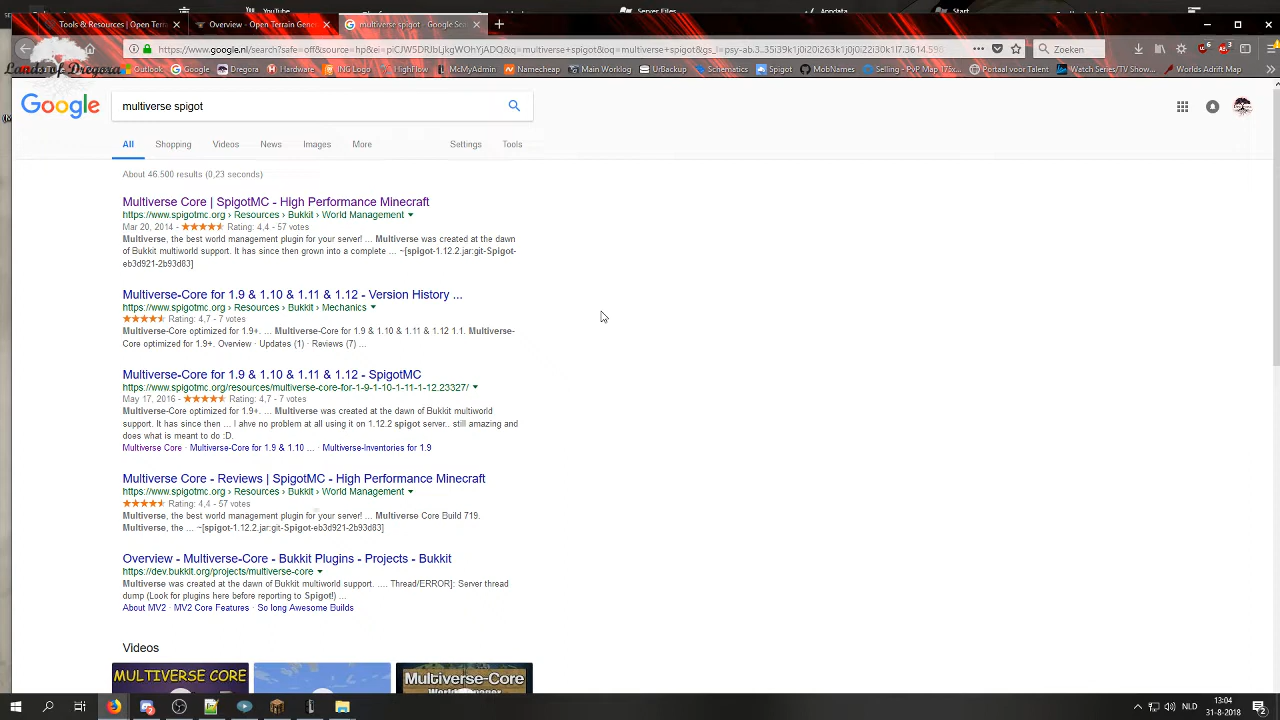 YouTube
Server Files
Appdata
Start
Tools & Resources | Open Terra
Overview - Open Terrain Gene
multiverse spigot - Google Sea
https://www.google.nl/search?safe=off&source=hp&ei=
Zoeken
Lands of Dregora
Outlook
Google
Dregora
Hardware
ING Logo
HighFlow
McMyAdmin
Namecheap
Main Worklog
UrBackup
Schematics
Spigot
MobNames
Selling - PvP Map 175x...
Portaal voor Talent
Watch Series/TV Show...
Worlds Adrift Map
Google
multiverse spigot
All
Shopping
Videos
News
Images
More
Settings
Tools
About 46.500 results (0,23 seconds)
Multiverse Core | SpigotMC - High Performance Minecraft
https://www.spigotmc.org › Resources › Bukkit › World Management
Mar 20, 2014 - Rating: 4,4 - 57 votes
Multiverse, the best world management plugin for your server! ... Multiverse was created at the dawn
of Bukkit multiworld support. It has since then grown into a complete ... ~[spigot-1.12.2.jar:git-Spigot-
eb3d921-2b93d83]
Multiverse-Core for 1.9 & 1.10 & 1.11 & 1.12 - Version History ...
https://www.spigotmc.org › Resources › Bukkit › Mechanics
Rating: 4,7 - 7 votes
Multiverse-Core optimized for 1.9+. ... Multiverse-Core for 1.9 & 1.10 & 1.11 & 1.12 1.1. Multiverse-
Core optimized for 1.9+. Overview · Updates (1) · Reviews (7) ...
Multiverse-Core for 1.9 & 1.10 & 1.11 & 1.12 - SpigotMC
https://www.spigotmc.org/resources/multiverse-core-for-1-9-1-10-1-11-1-12.23327/
May 17, 2016 - Rating: 4,7 - 7 votes
Multiverse-Core optimized for 1.9+. ... Multiverse was created at the dawn of Bukkit multiworld
support. It has since then ... I ahve no problem at all using it on 1.12.2 spigot server.. still amazing and
does what is meant to do :D.
Multiverse Core · Multiverse-Core for 1.9 & 1.10 ... · Multiverse-Inventories for 1.9
Multiverse Core - Reviews | SpigotMC - High Performance Minecraft
https://www.spigotmc.org › Resources › Bukkit › World Management
Rating: 4,4 - 57 votes
Multiverse, the best world management plugin for your server! ... Multiverse Core Build 719.
Multiverse, the ... ~[spigot-1.12.2.jar:git-Spigot-eb3d921-2b93d83]
Overview - Multiverse-Core - Bukkit Plugins - Projects - Bukkit
https://dev.bukkit.org/projects/multiverse-core
Multiverse was created at the dawn of Bukkit multiworld support. .... Thread/ERROR]: Server thread
dump (Look for plugins here before reporting to Spigot!) ...
About MV2 · MV2 Core Features · So long Awesome Builds
Videos
MULTIVERSE CORE
Multiverse-Core
World Manager
NLD
13:04
31-8-2018
2